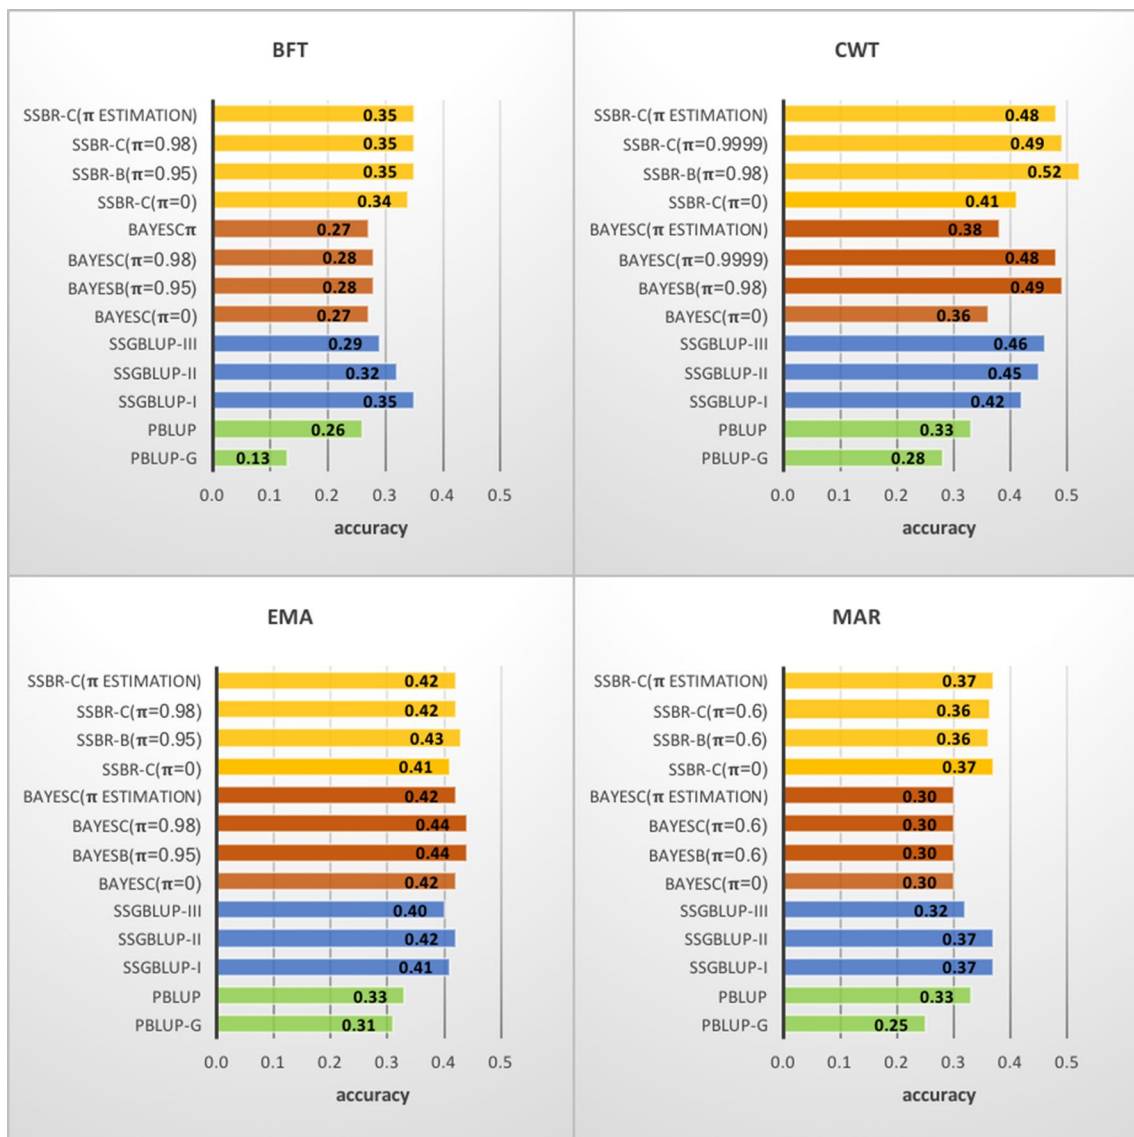 BFT
SSBR-C(π ESTIMATION) 0.35
SSBR-C(π=0.98) 0.35
SSBR-B(π=0.95) 0.35
SSBR-C(π=0) 0.34
BAYESCπ 0.27
BAYESC(π=0.98) 0.28
BAYESB(π=0.95) 0.28
BAYESC(π=0) 0.27
SSGBLUP-III 0.29
SSGBLUP-II 0.32
SSGBLUP-I 0.35
PBLUP 0.26
PBLUP-G 0.13
0.0 0.1 0.2 0.3 0.4 0.5
accuracy
CWT
SSBR-C(π ESTIMATION) 0.48
SSBR-C(π=0.9999) 0.49
SSBR-B(π=0.98) 0.52
SSBR-C(π=0) 0.41
BAYESC(π ESTIMATION) 0.38
BAYESC(π=0.9999) 0.48
BAYESB(π=0.98) 0.49
BAYESC(π=0) 0.36
SSGBLUP-III 0.46
SSGBLUP-II 0.45
SSGBLUP-I 0.42
PBLUP 0.33
PBLUP-G 0.28
0.0 0.1 0.2 0.3 0.4 0.5
accuracy
EMA
SSBR-C(π ESTIMATION) 0.42
SSBR-C(π=0.98) 0.42
SSBR-B(π=0.95) 0.43
SSBR-C(π=0) 0.41
BAYESC(π ESTIMATION) 0.42
BAYESC(π=0.98) 0.44
BAYESB(π=0.95) 0.44
BAYESC(π=0) 0.42
SSGBLUP-III 0.40
SSGBLUP-II 0.42
SSGBLUP-I 0.41
PBLUP 0.33
PBLUP-G 0.31
0.0 0.1 0.2 0.3 0.4 0.5
accuracy
MAR
SSBR-C(π ESTIMATION) 0.37
SSBR-C(π=0.6) 0.36
SSBR-B(π=0.6) 0.36
SSBR-C(π=0) 0.37
BAYESC(π ESTIMATION) 0.30
BAYESC(π=0.6) 0.30
BAYESB(π=0.6) 0.30
BAYESC(π=0) 0.30
SSGBLUP-III 0.32
SSGBLUP-II 0.37
SSGBLUP-I 0.37
PBLUP 0.33
PBLUP-G 0.25
0.0 0.1 0.2 0.3 0.4 0.5
accuracy